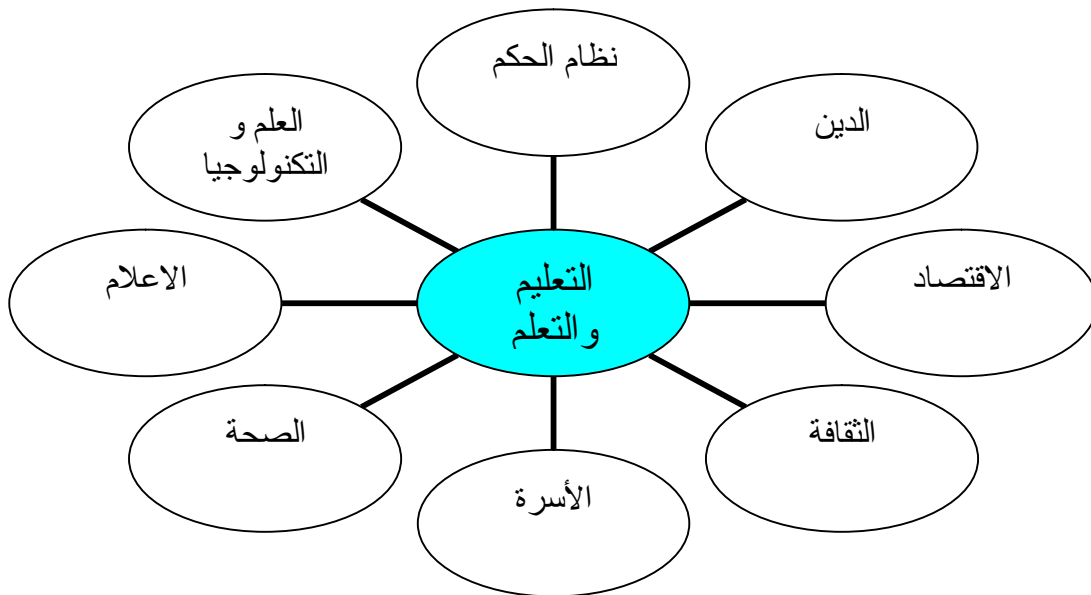 نظام الحكم
الدين
العلم و
التكنولوجيا
الاقتصاد
التعليم
والتعلم
الاعلام
الثقافة
الصحة
الأسرة